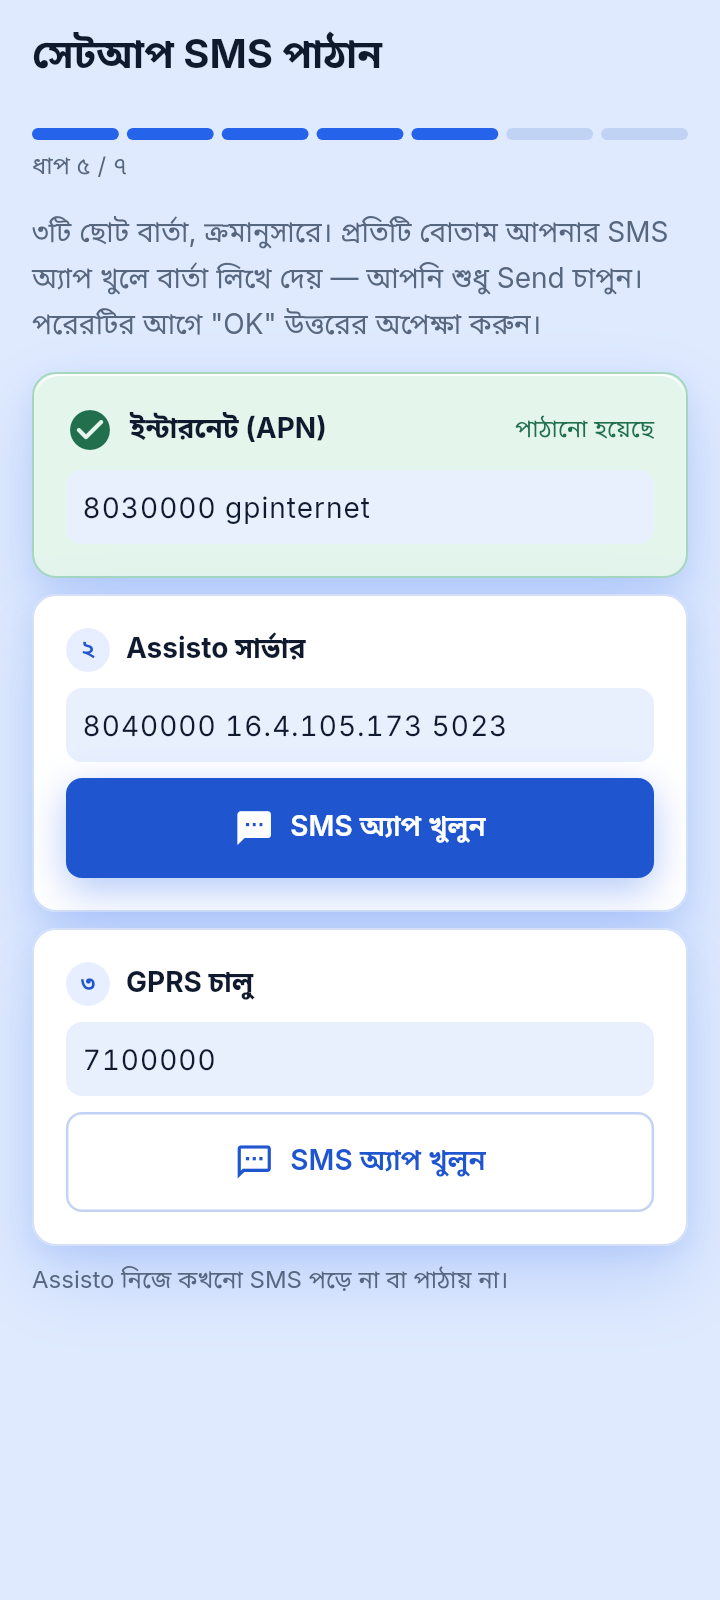 সেটআপ SMS পাঠান
ধাপ ৫ / ৭
৩টি ছোট বার্তা, ক্রমানুসারে। প্রতিটি বোতাম আপনার SMS
অ্যাপ খুলে বার্তা লিখে দেয় — আপনি শুধু Send চাপুন।
পরেরটির আগে "OK" উত্তরের অপেক্ষা করুন।
ইন্টারনেট (APN) পাঠানো হয়েছে
8030000 gpinternet
২ Assisto সার্ভার
8040000 16.4.105.173 5023
SMS অ্যাপ খুলুন
৩ GPRS চালু
7100000
SMS অ্যাপ খুলুন
Assisto নিজে কখনো SMS পড়ে না বা পাঠায় না।